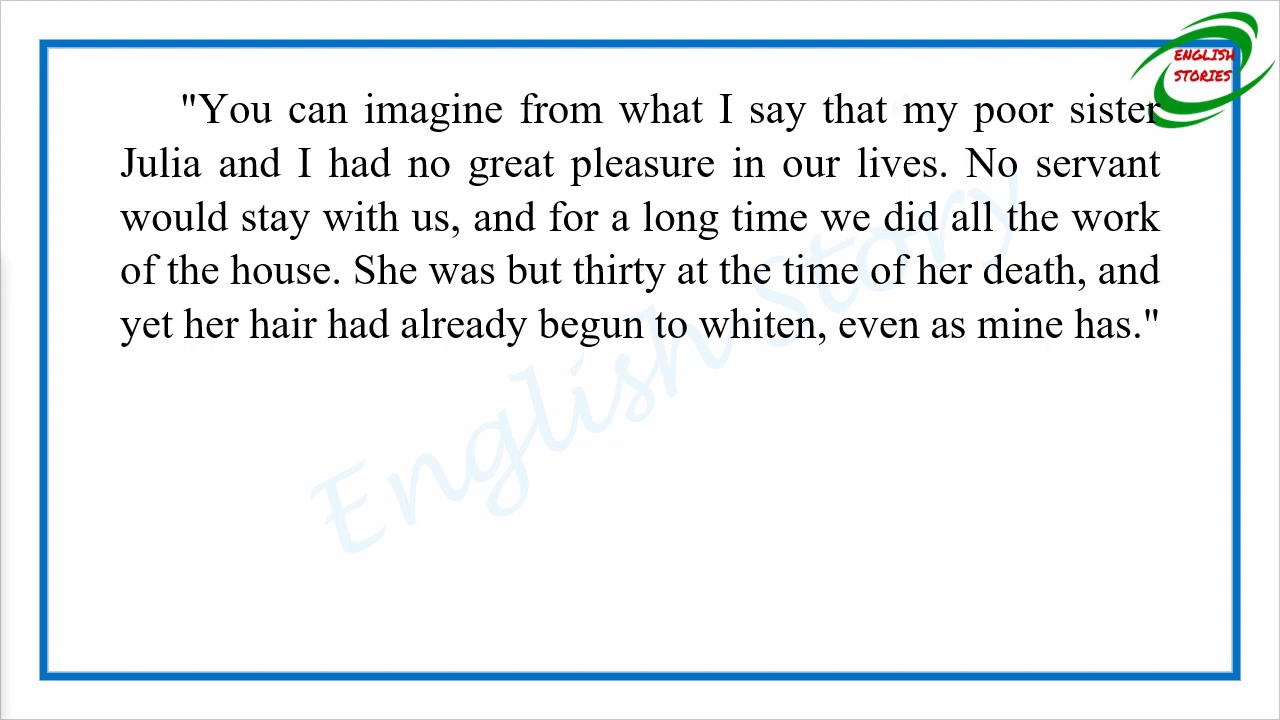 ENGLISH
STORIES
"You can imagine from what I say that my poor sister
Julia and I had no great pleasure in our lives. No servant
would stay with us, and for a long time we did all the work
of the house. She was but thirty at the time of her death, and
yet her hair had already begun to whiten, even as mine has."
English Story